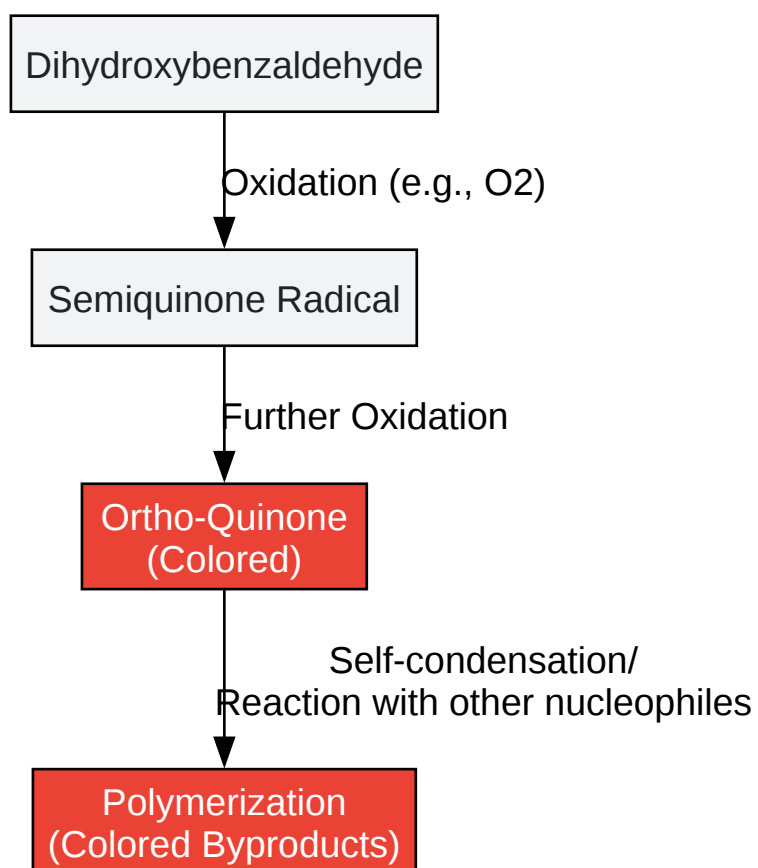 Dihydroxybenzaldehyde
Oxidation (e.g., O2)
Semiquinone Radical
Further Oxidation
Ortho-Quinone
(Colored)
Self-condensation/
Reaction with other nucleophiles
Polymerization
(Colored Byproducts)